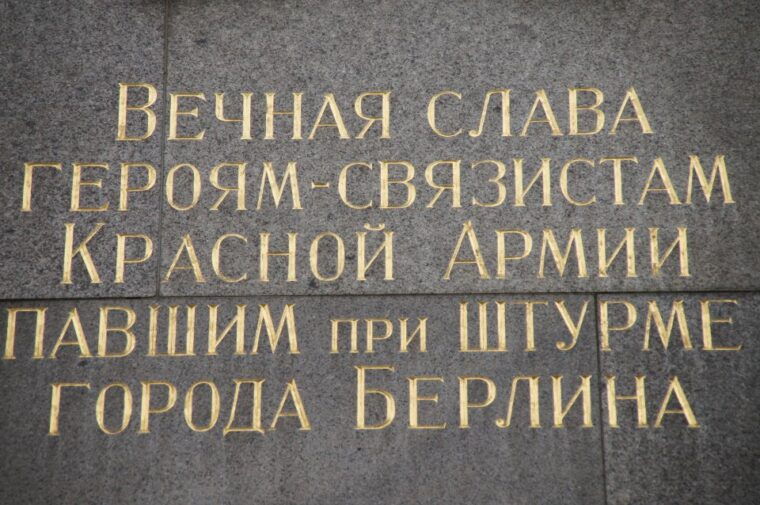 Вечная слава
героям-связистам
Красной Армии
павшим при штурме
города Берлина